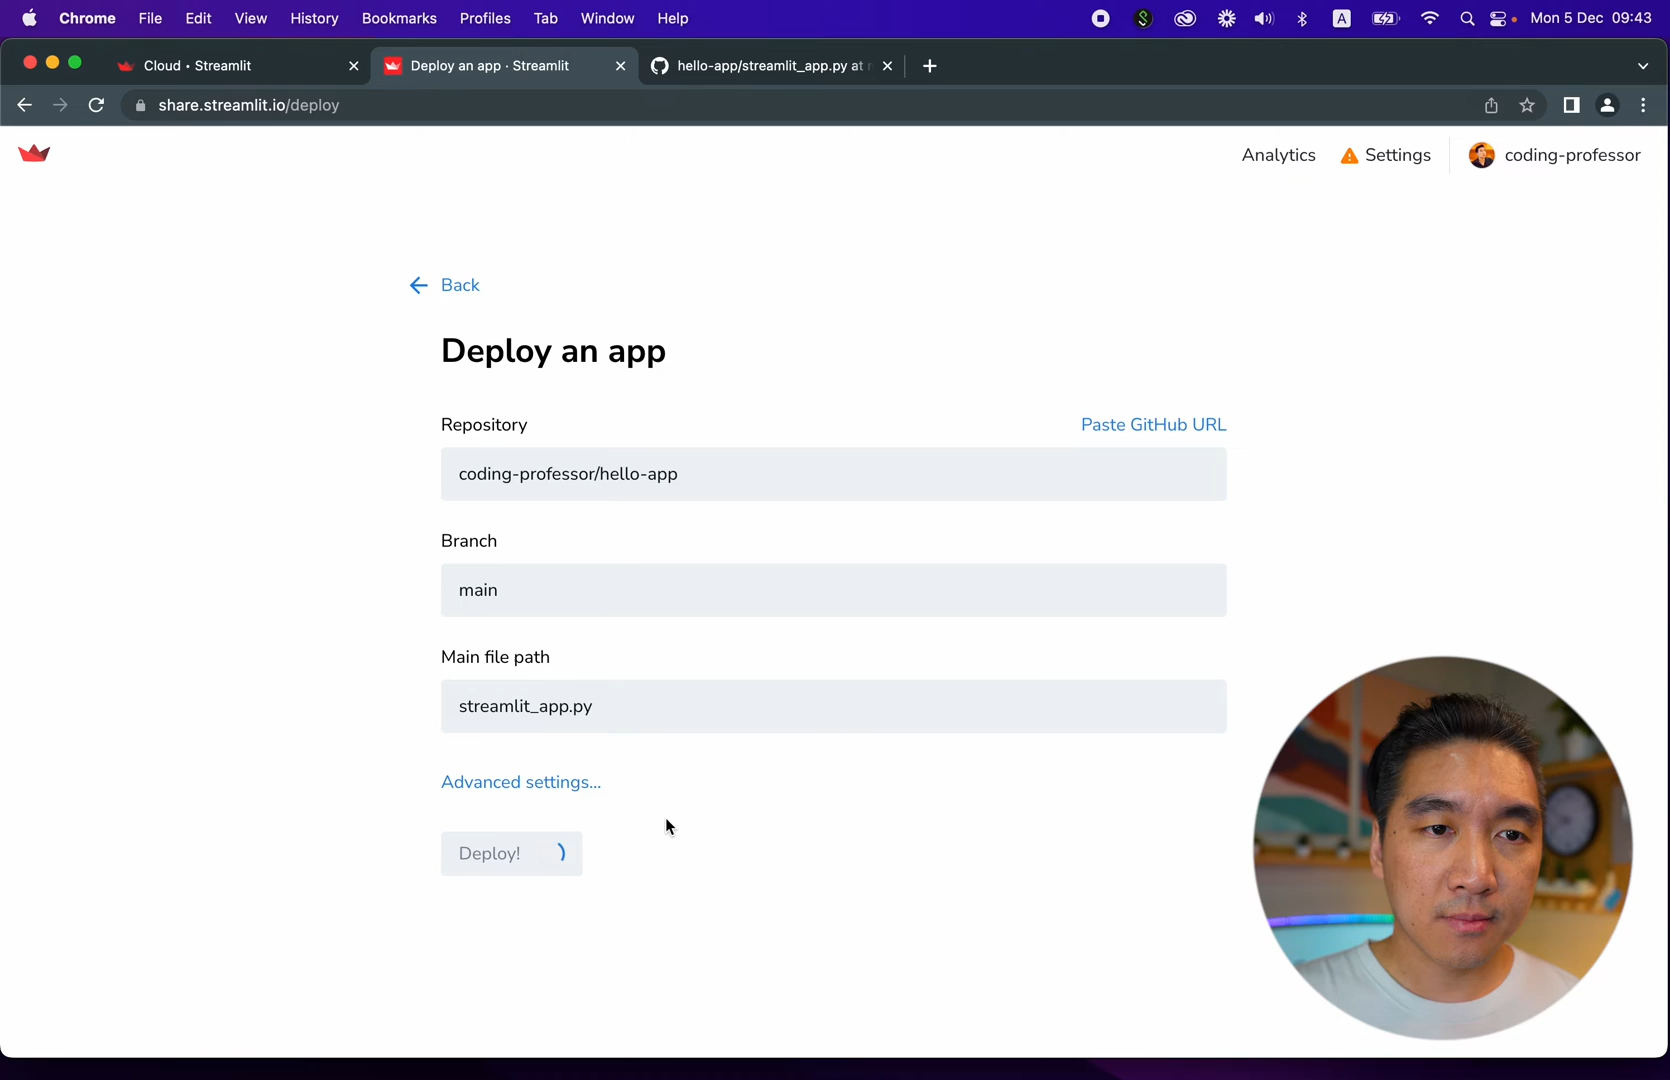 Chrome File Edit View History Bookmarks Profiles Tab Window Help A Mon 5 Dec 09:43
Cloud • Streamlit Deploy an app · Streamlit hello-app/streamlit_app.py at
share.streamlit.io/deploy
Analytics Settings coding-professor
Back
Deploy an app
Repository Paste GitHub URL
coding-professor/hello-app
Branch
main
Main file path
streamlit_app.py
Advanced settings...
Deploy!